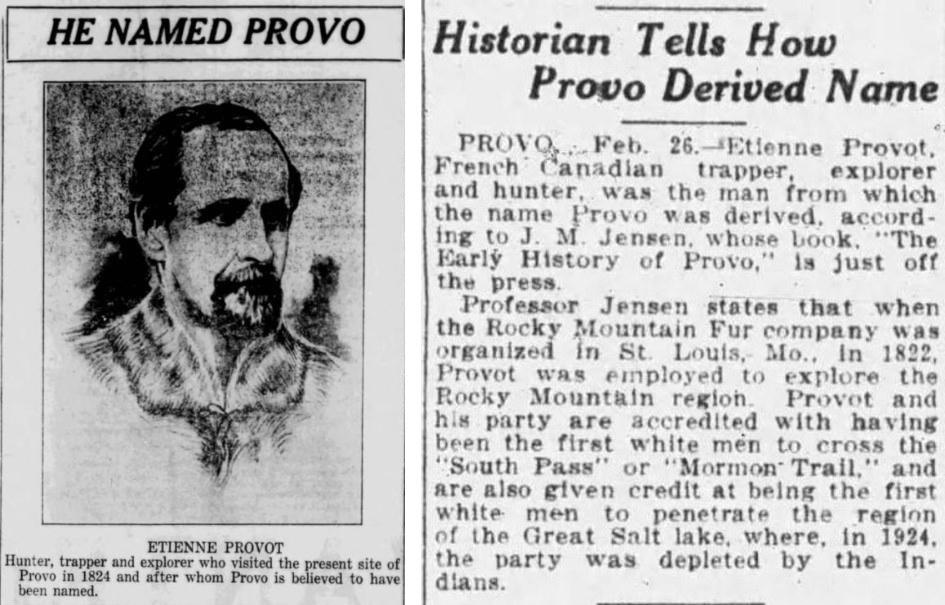 HE NAMED PROVO
ETIENNE PROVOT
Hunter, trapper and explorer who visited the present site of
Provo in 1824 and after whom Provo is believed to have
been named.
Historian Tells How
Provo Derived Name
PROVO, Feb. 26.—Etienne Provot,
French Canadian trapper, explorer
and hunter, was the man from which
the name Provo was derived, accord-
ing to J. M. Jensen, whose book, "The
Early History of Provo," is just off
the press.
Professor Jensen states that when
the Rocky Mountain Fur company was
organized in St. Louis, Mo., in 1822,
Provot was employed to explore the
Rocky Mountain region. Provot and
his party are accredited with having
been the first white men to cross the
"South Pass" or "Mormon Trail," and
are also given credit at being the first
white men to penetrate the region
of the Great Salt lake, where, in 1924,
the party was depleted by the In-
dians.